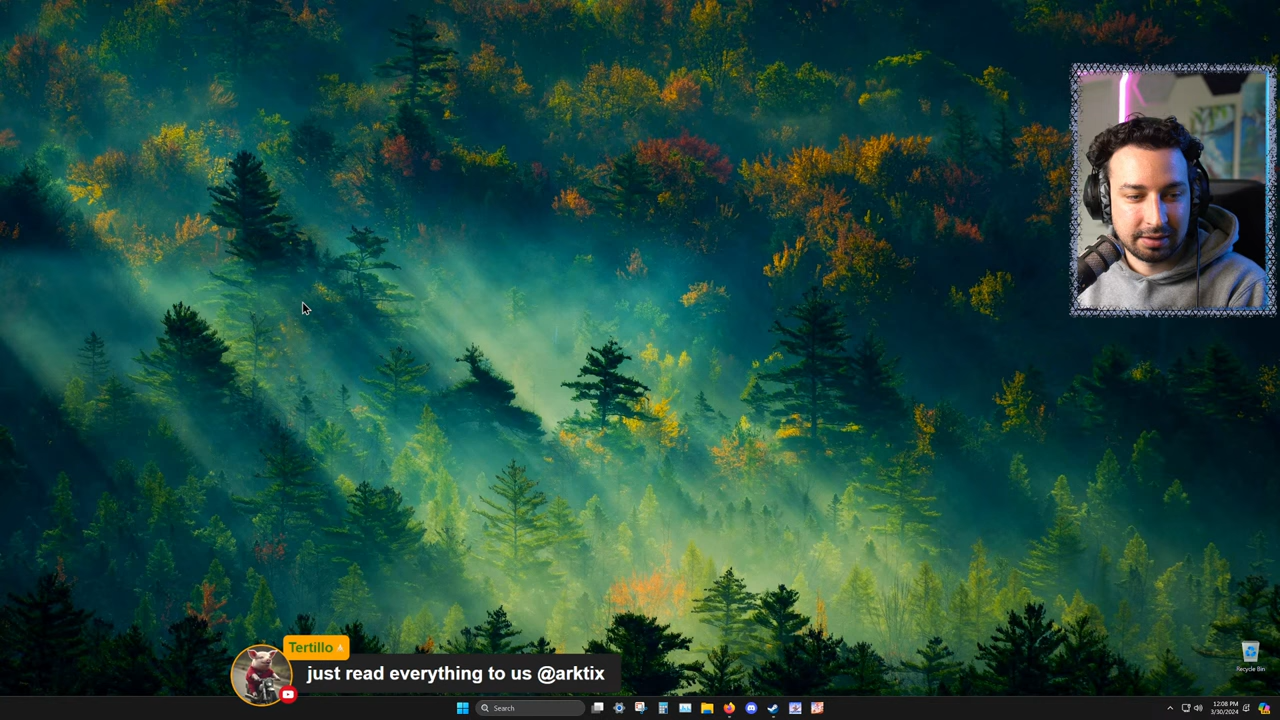 Tertillo
just read everything to us @arktix
Recycle Bin
Search
12:08 PM
3/30/2024